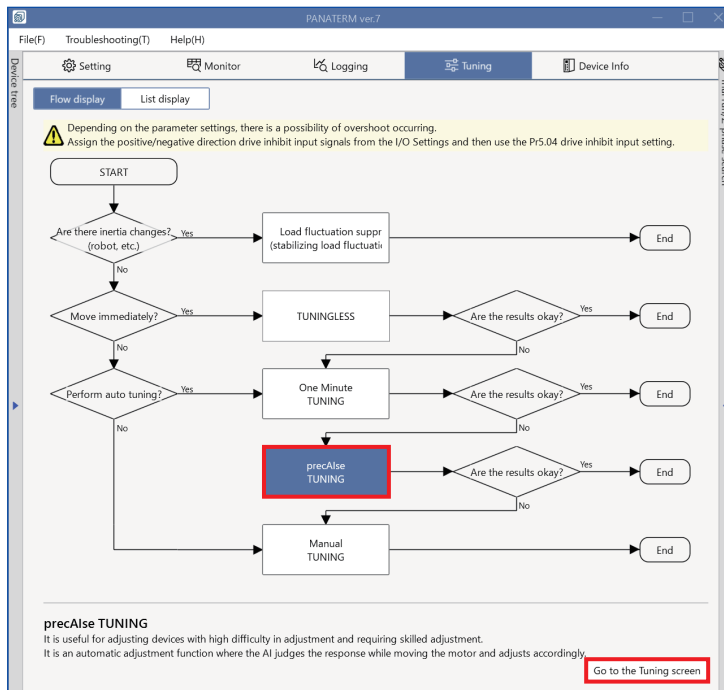 PANATERM ver.7
File(F) Troubleshooting(T) Help(H)
Device tree
Setting Monitor Logging Tuning Device Info
Flow display List display
Depending on the parameter settings, there is a possibility of overshoot occurring.
Assign the positive/negative direction drive inhibit input signals from the I/O Settings and then use the Pr5.04 drive inhibit input setting.
START
Are there inertia changes?
(robot, etc.)
Yes
Load fluctuation suppr
(stabilizing load fluctuatio
End
No
Move immediately?
Yes
TUNINGLESS
Are the results okay?
Yes
End
No
No
Perform auto tuning?
Yes
One Minute
TUNING
Are the results okay?
Yes
End
No
No
precAIse
TUNING
Are the results okay?
Yes
End
No
Manual
TUNING
End
precAIse TUNING
It is useful for adjusting devices with high difficulty in adjustment and requiring skilled adjustment.
It is an automatic adjustment function where the AI judges the response while moving the motor and adjusts accordingly.
Go to the Tuning screen